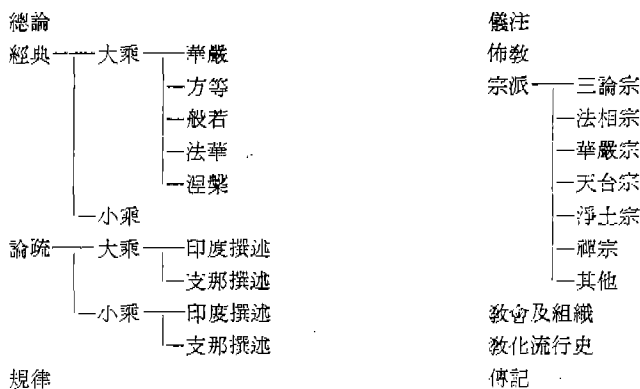 總論
經典 大乘 華嚴
方等
般若
法華
涅槃
小乘
論疏 大乘 印度撰述
支那撰述
小乘 印度撰述
支那撰述
規律
儀注
佈教
宗派 三論宗
法相宗
華嚴宗
天台宗
淨土宗
禪宗
其他
教會及組織
教化流行史
傳記